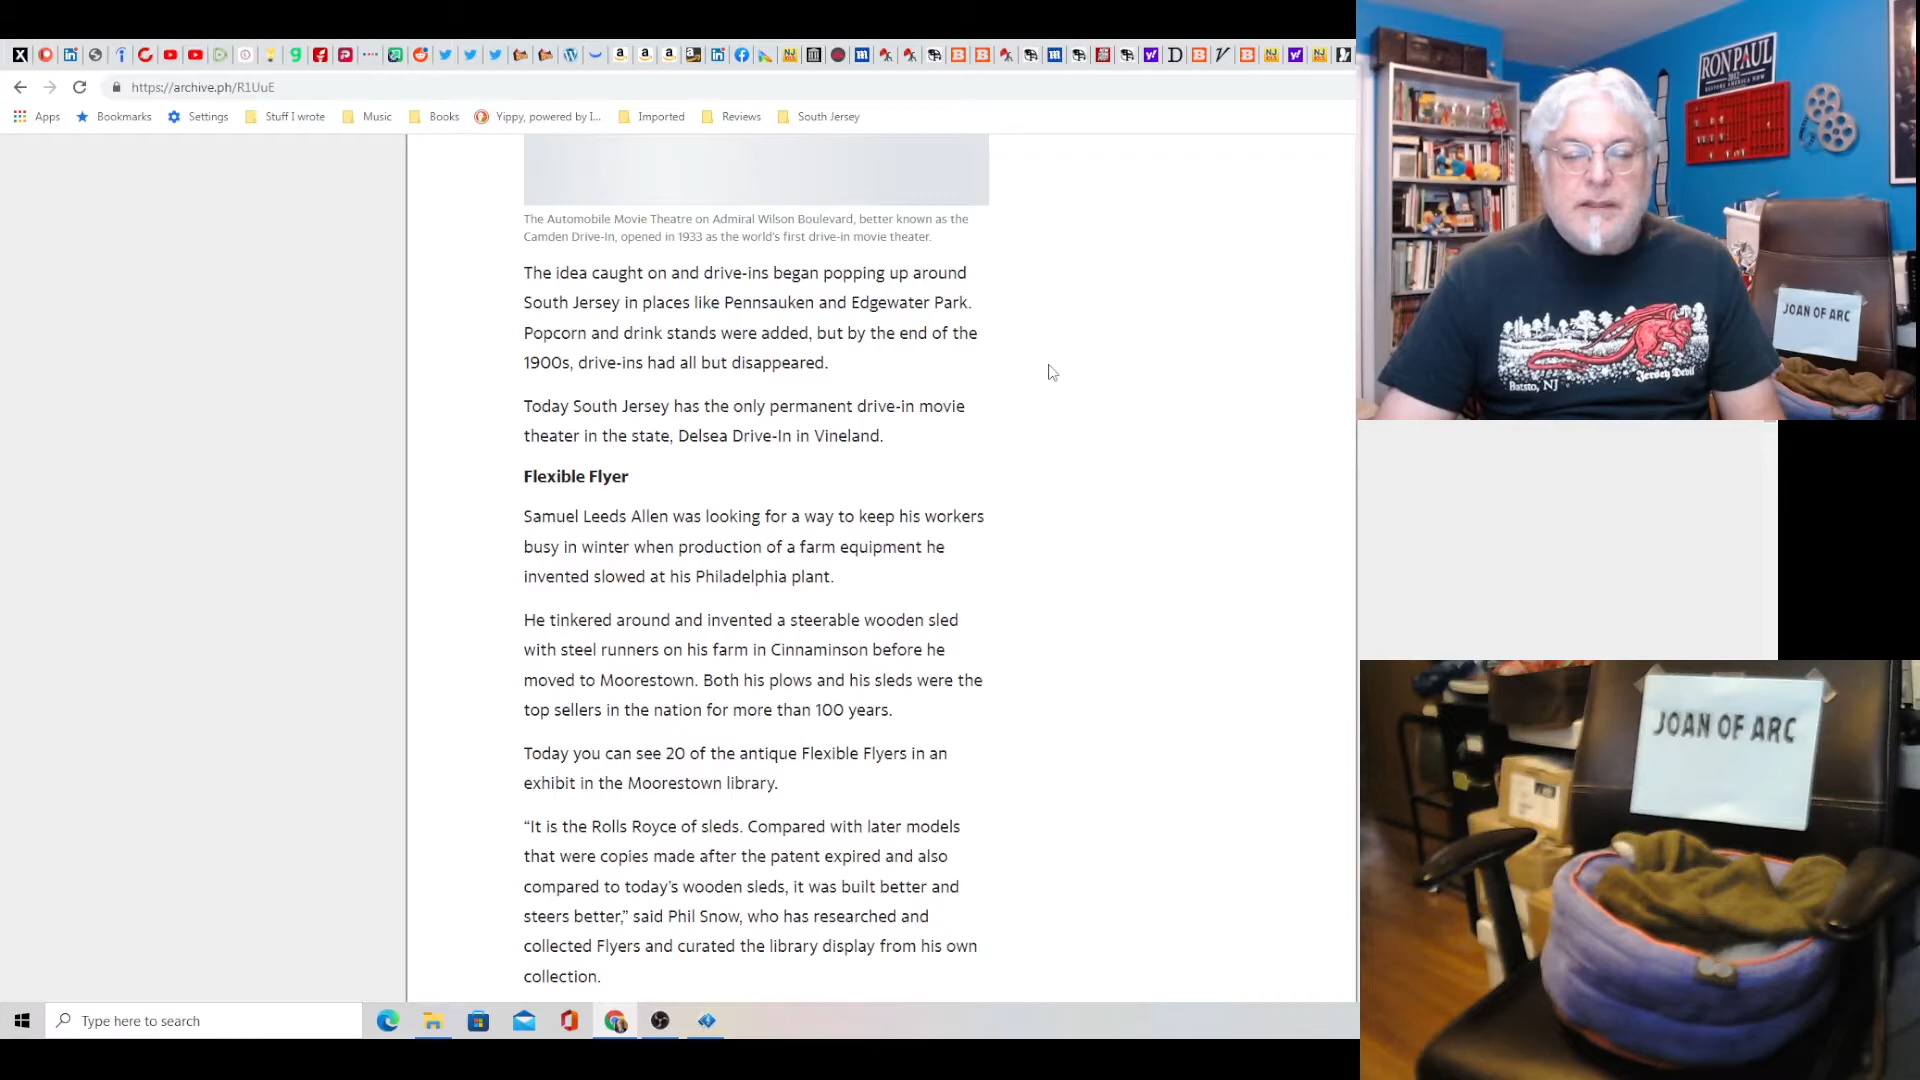 https://archive.ph/R1UuE
Apps
Bookmarks
Settings
Stuff I wrote
Music
Books
Yippy, powered by I...
Imported
Reviews
South Jersey
The Automobile Movie Theatre on Admiral Wilson Boulevard, better known as the
Camden Drive-In, opened in 1933 as the world's first drive-in movie theater.
The idea caught on and drive-ins began popping up around
South Jersey in places like Pennsauken and Edgewater Park.
Popcorn and drink stands were added, but by the end of the
1900s, drive-ins had all but disappeared.
Today South Jersey has the only permanent drive-in movie
theater in the state, Delsea Drive-In in Vineland.
Flexible Flyer
Samuel Leeds Allen was looking for a way to keep his workers
busy in winter when production of a farm equipment he
invented slowed at his Philadelphia plant.
He tinkered around and invented a steerable wooden sled
with steel runners on his farm in Cinnaminson before he
moved to Moorestown. Both his plows and his sleds were the
top sellers in the nation for more than 100 years.
Today you can see 20 of the antique Flexible Flyers in an
exhibit in the Moorestown library.
“It is the Rolls Royce of sleds. Compared with later models
that were copies made after the patent expired and also
compared to today’s wooden sleds, it was built better and
steers better,” said Phil Snow, who has researched and
collected Flyers and curated the library display from his own
collection.
Type here to search
RON PAUL
2012
RESTORE AMERICA NOW
JOAN OF ARC
Batsto, NJ
Jersey Devil
JOAN OF ARC